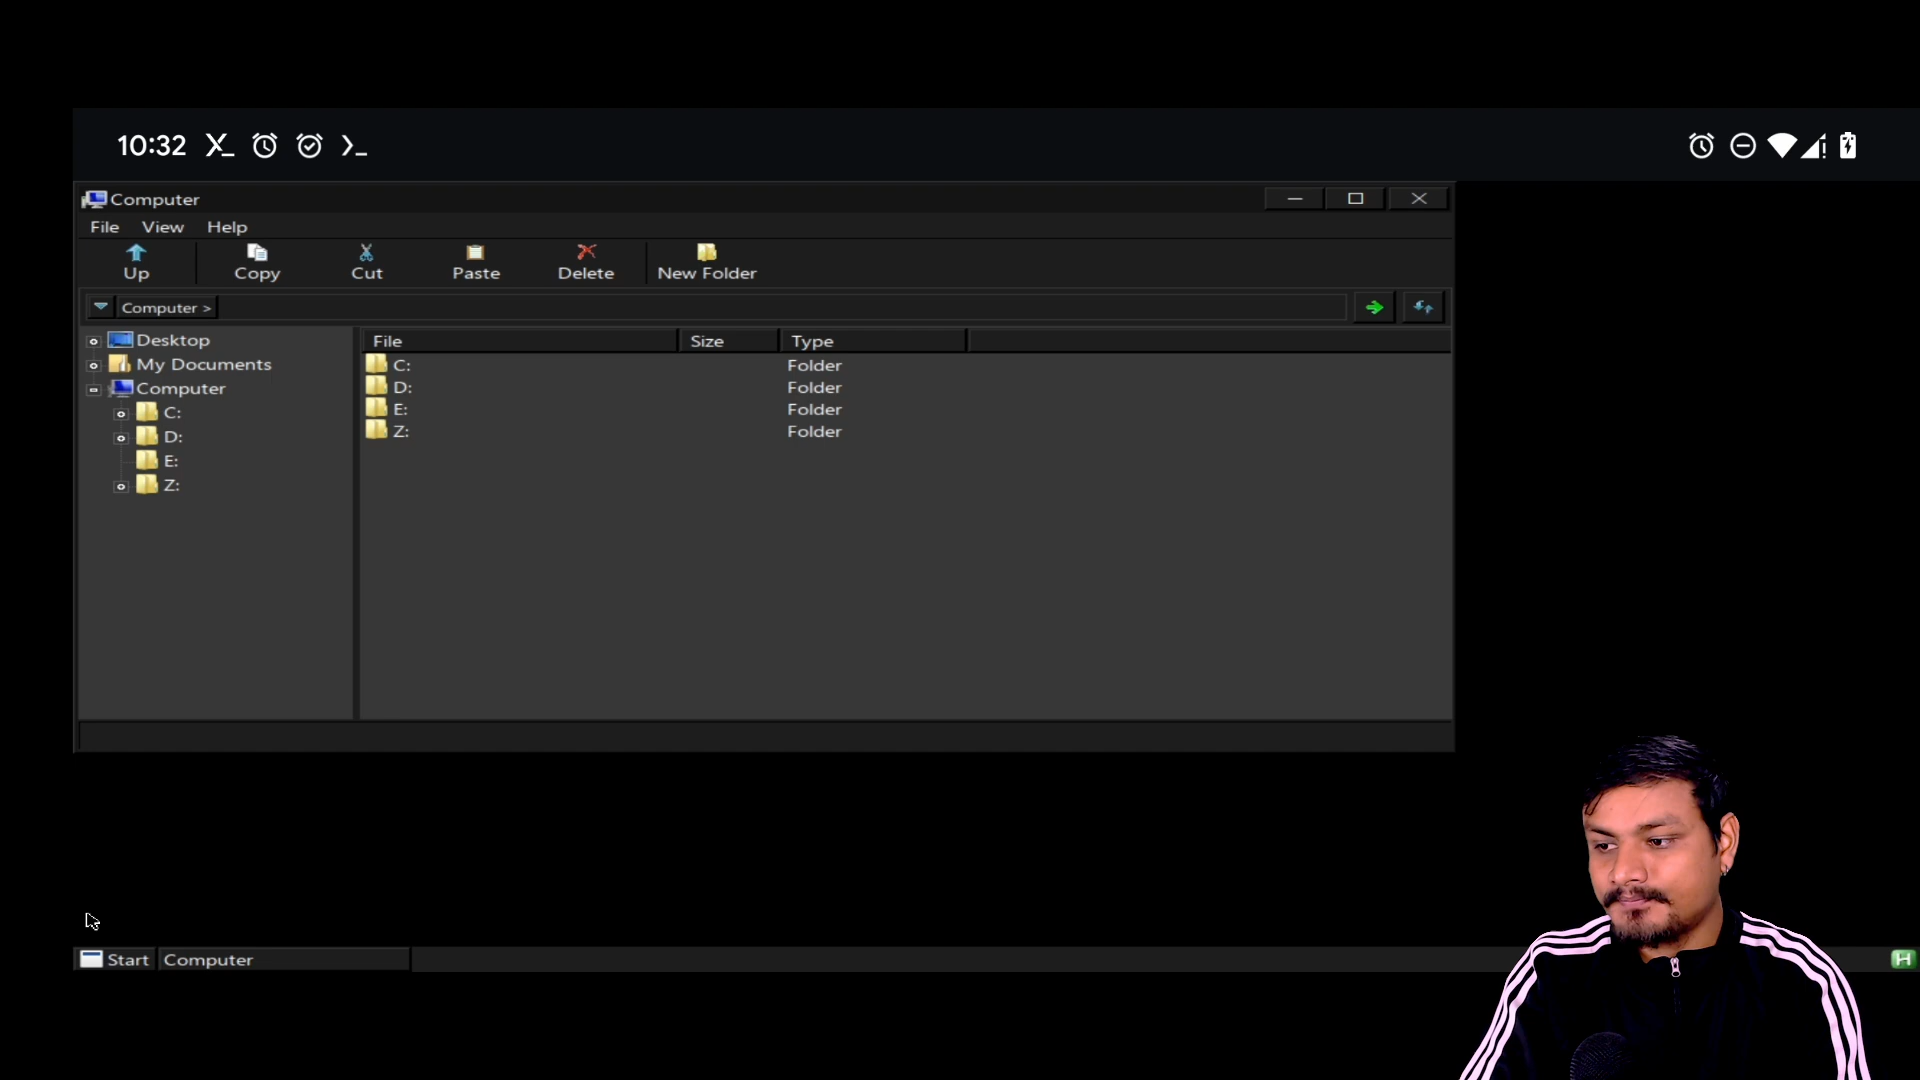 10:32
Computer
File View Help
Up Copy Cut Paste Delete New Folder
Computer >
Desktop
My Documents
Computer
C:
D:
E:
Z:
File Size Type
C: Folder
D: Folder
E: Folder
Z: Folder
Start Computer
H